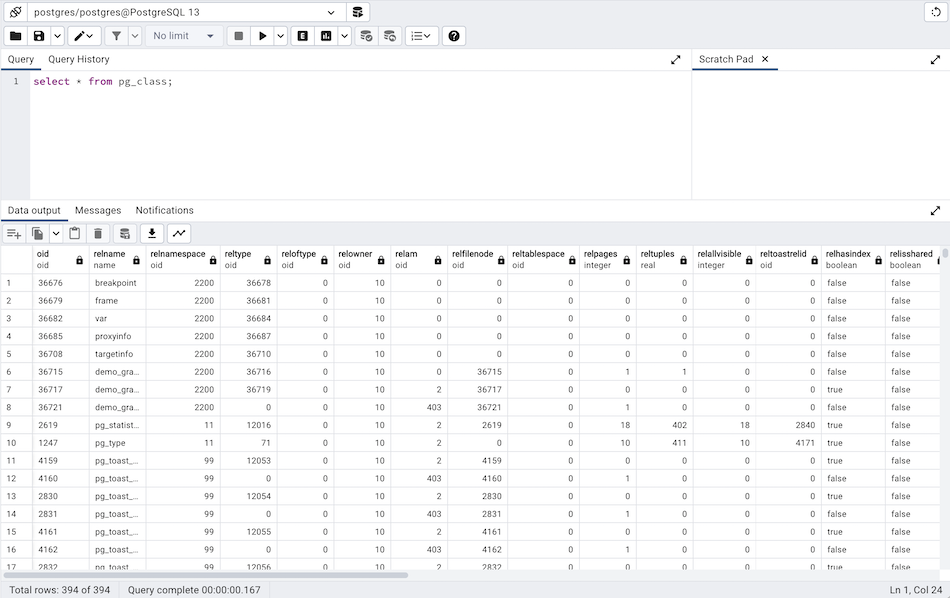 postgres/postgres@PostgreSQL 13
No limit E
Query Query History Scratch Pad
1 select * from pg_class;
Data output Messages Notifications
oid relname relnamespace reltype reloftype relowner relam relfilenode reltablespace relpages reltuples relallvisible reltoastrelid relhasindex relisshared
oid name oid oid oid oid oid oid oid integer real integer oid boolean boolean
1 36676 breakpoint 2200 36678 0 10 0 0 0 0 0 0 0 false false
2 36679 frame 2200 36681 0 10 0 0 0 0 0 0 0 false false
3 36682 var 2200 36684 0 10 0 0 0 0 0 0 0 false false
4 36685 proxyinfo 2200 36687 0 10 0 0 0 0 0 0 0 false false
5 36708 targetinfo 2200 36710 0 10 0 0 0 0 0 0 0 false false
6 36715 demo_gra... 2200 36716 0 10 0 36715 0 1 1 0 0 false false
7 36717 demo_gra... 2200 36719 0 10 2 36717 0 0 0 0 0 true false
8 36721 demo_gra... 2200 0 0 10 403 36721 0 1 0 0 0 false false
9 2619 pg_statist... 11 12016 0 10 2 2619 0 18 402 18 2840 true false
10 1247 pg_type 11 71 0 10 2 0 0 10 411 10 4171 true false
11 4159 pg_toast_... 99 12053 0 10 2 4159 0 0 0 0 0 true false
12 4160 pg_toast_... 99 0 0 10 403 4160 0 1 0 0 0 false false
13 2830 pg_toast_... 99 12054 0 10 2 2830 0 0 0 0 0 true false
14 2831 pg_toast_... 99 0 0 10 403 2831 0 1 0 0 0 false false
15 4161 pg_toast_... 99 12055 0 10 2 4161 0 0 0 0 0 true false
16 4162 pg_toast_... 99 0 0 10 403 4162 0 1 0 0 0 false false
17 2832 pg_toast 99 12056 0 10 2 2832 0 0 0 0 0 true false
Total rows: 394 of 394 Query complete 00:00:00.167 Ln 1, Col 24